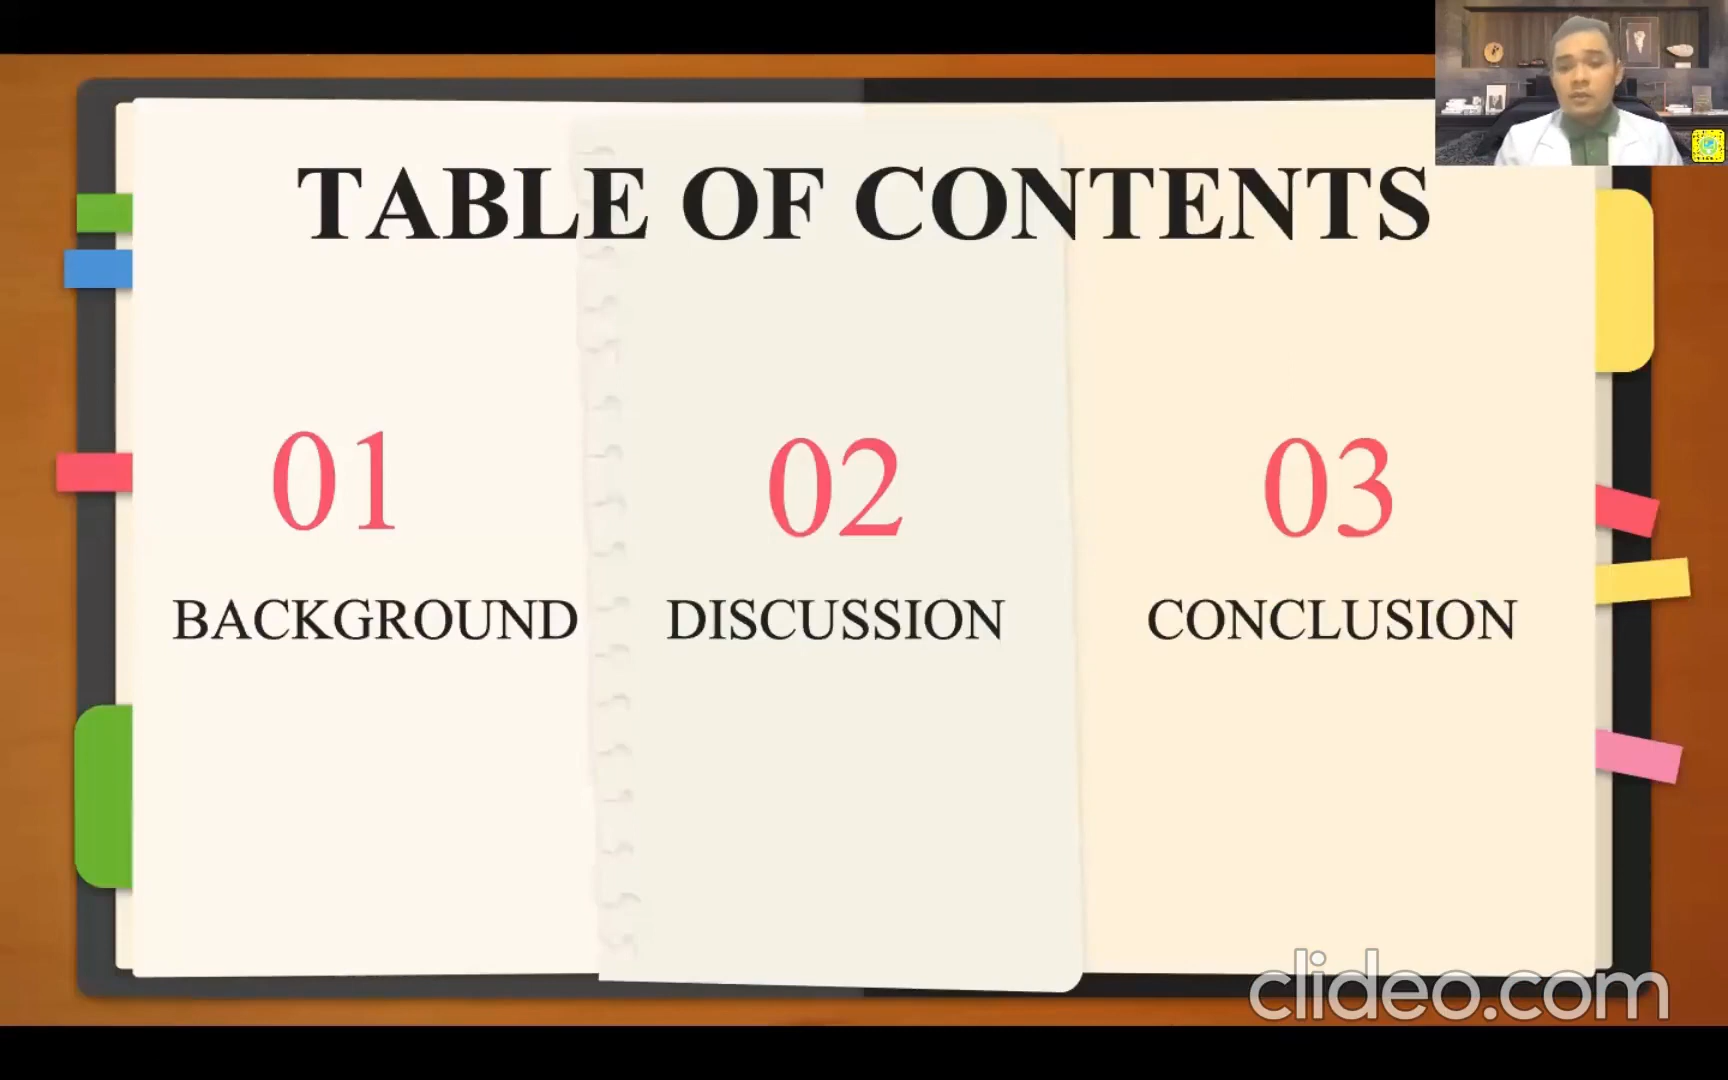 TABLE OF CONTENTS
01
02
03
BACKGROUND
DISCUSSION
CONCLUSION
clideo.com